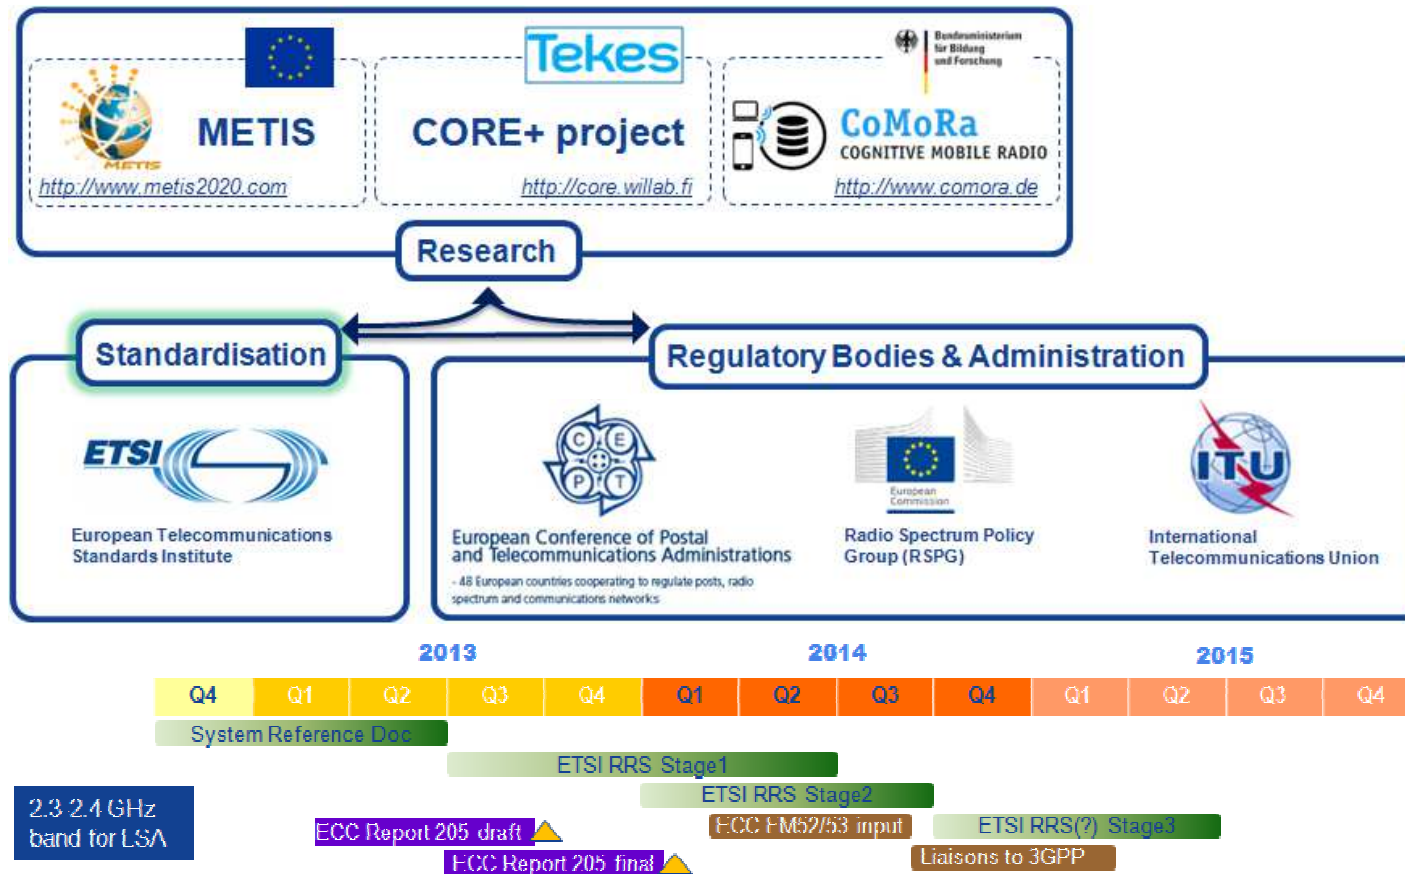 Tekes
Bundesministerium
für Bildung
und Forschung
METIS
METIS
CORE+ project
CoMoRa
COGNITIVE MOBILE RADIO
http://www.metis2020.com
http://core.willab.fi
http://www.comora.de
Research
Standardisation
Regulatory Bodies & Administration
ETSI
C E P T
European
Commission
ITU
European Telecommunications
Standards Institute
European Conference of Postal
and Telecommunications Administrations
- 48 European countries cooperating to regulate posts, radio
spectrum and communications networks
Radio Spectrum Policy
Group (RSPG)
International
Telecommunications Union
2013 2014 2015
Q4 Q1 Q2 Q3 Q4 Q1 Q2 Q3 Q4 Q1 Q2 Q3 Q4
System Reference Doc
ETSI RRS Stage1
ETSI RRS Stage2
2.3-2.4 GHz
band for LSA
ECC Report 205 draft
ECC FM52/53 input
ETSI RRS(?) Stage3
ECC Report 205 final
Liaisons to 3GPP